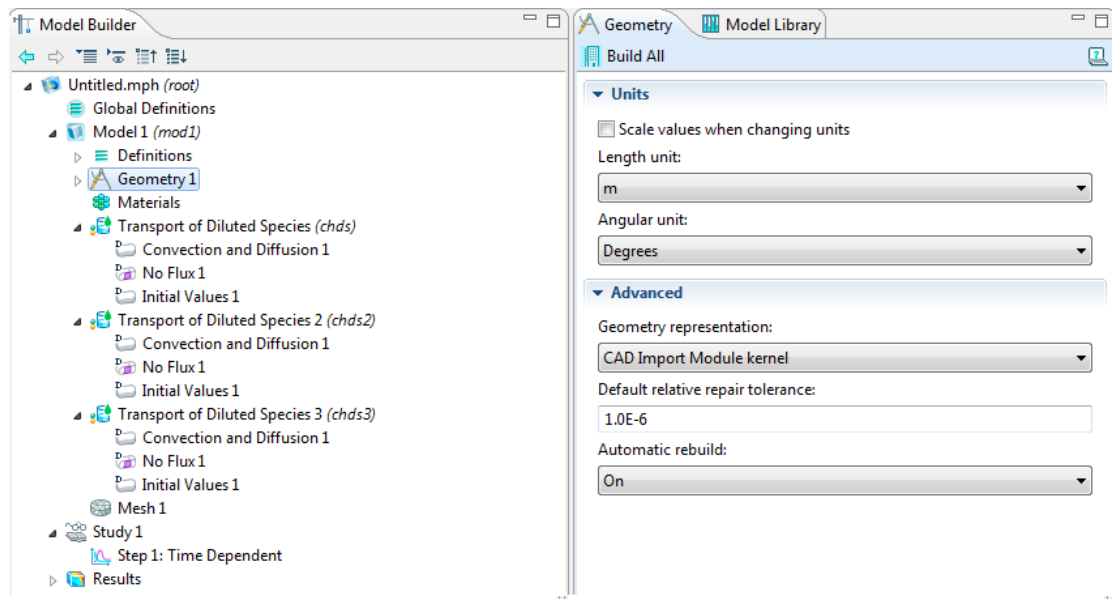 Model Builder
Untitled.mph (root)
Global Definitions
Model 1 (mod1)
Definitions
Geometry 1
Materials
Transport of Diluted Species (chds)
D Convection and Diffusion 1
D No Flux 1
D Initial Values 1
Transport of Diluted Species 2 (chds2)
D Convection and Diffusion 1
D No Flux 1
D Initial Values 1
Transport of Diluted Species 3 (chds3)
D Convection and Diffusion 1
D No Flux 1
D Initial Values 1
Mesh 1
Study 1
Step 1: Time Dependent
Results
Geometry Model Library
Build All ?
Units
Scale values when changing units
Length unit:
m
Angular unit:
Degrees
Advanced
Geometry representation:
CAD Import Module kernel
Default relative repair tolerance:
1.0E-6
Automatic rebuild:
On